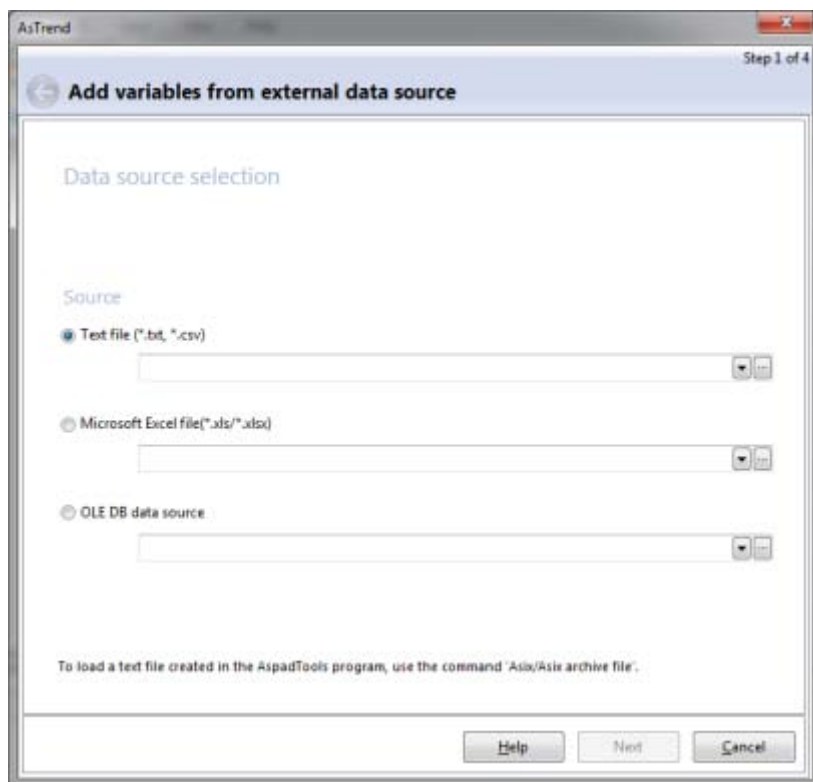 AsTrend
Step 1 of 4
Add variables from external data source
Data source selection
Source
Text file (*.txt, *.csv)
Microsoft Excel file(*.xls/*.xlsx)
OLE DB data source
To load a text file created in the AspadTools program, use the command 'Asix/Asix archive file'.
Help
Next
Cancel